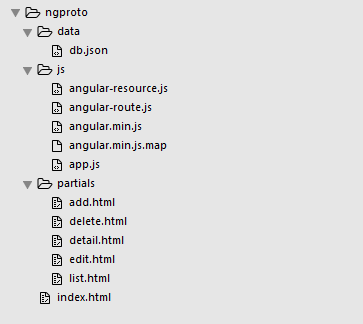 ngproto
data
db.json
js
angular-resource.js
angular-route.js
angular.min.js
angular.min.js.map
app.js
partials
add.html
delete.html
detail.html
edit.html
list.html
index.html